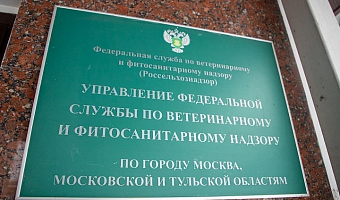 Федеральная служба по ветеринарному
и фитосанитарному надзору
(Россельхознадзор)
УПРАВЛЕНИЕ ФЕДЕРАЛЬНОЙ
СЛУЖБЫ ПО ВЕТЕРИНАРНОМУ
И ФИТОСАНИТАРНОМУ НАДЗОРУ
ПО ГОРОДУ МОСКВА,
МОСКОВСКОЙ И ТУЛЬСКОЙ ОБЛАСТЯМ